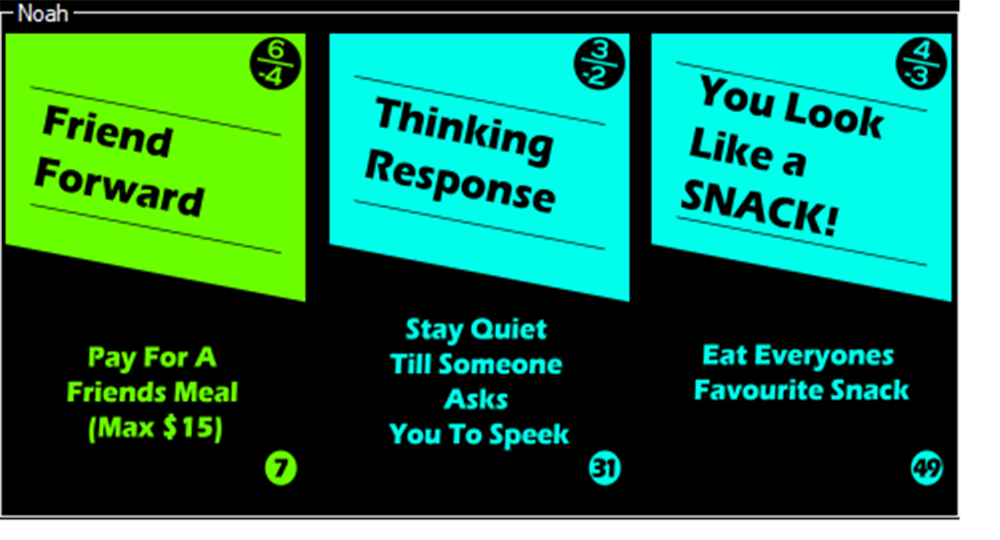 Noah
6
-4
Friend
Forward
Pay For A
Friends Meal
(Max $15)
7
3
-2
Thinking
Response
Stay Quiet
Till Someone
Asks
You To Speek
31
4
-3
You Look
Like a
SNACK!
Eat Everyones
Favourite Snack
49